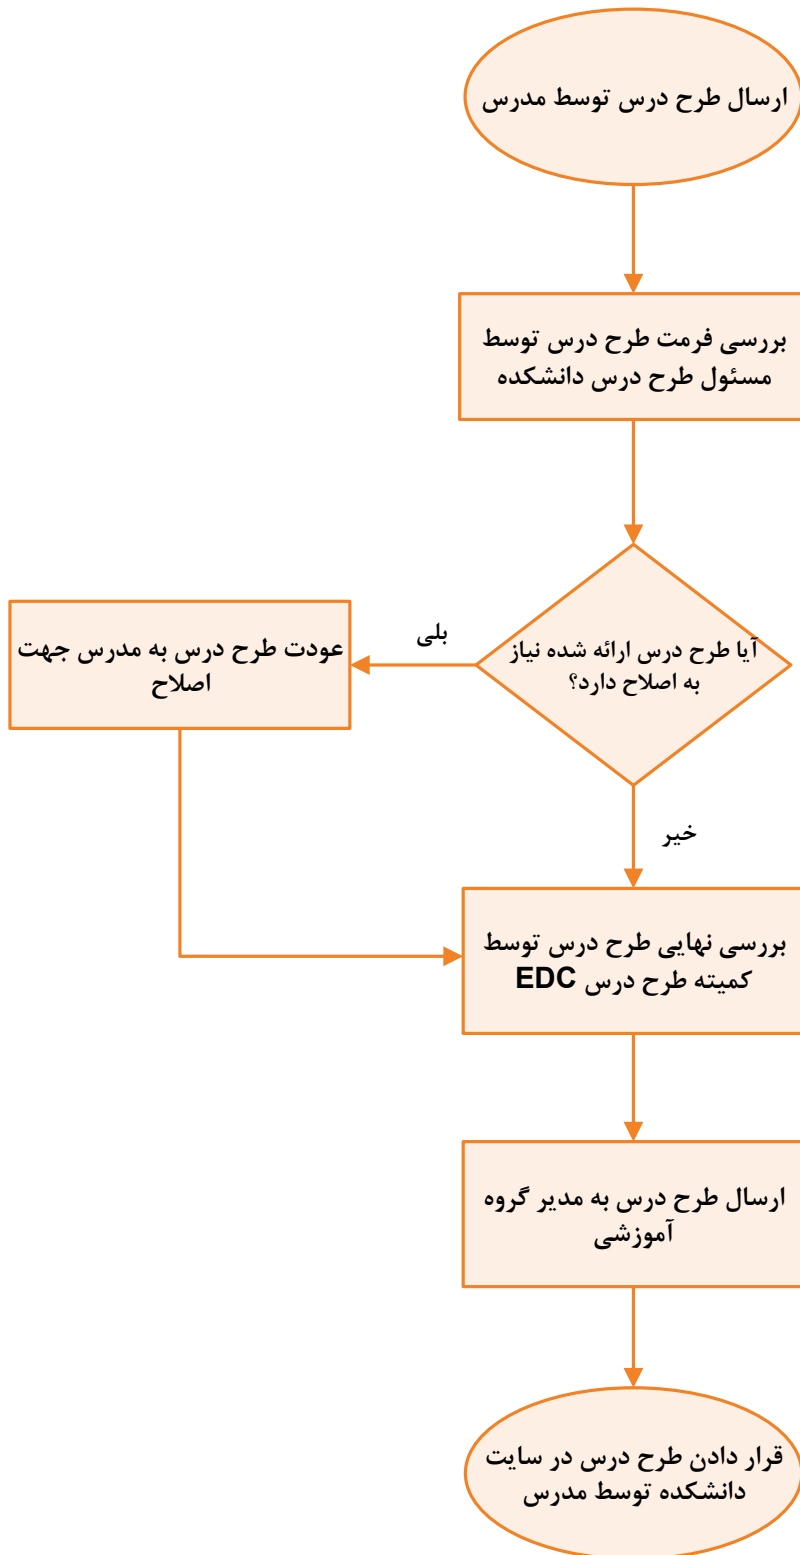 ارسال طرح درس توسط مدرس
بررسی فرمت طرح درس توسط
مسئول طرح درس دانشکده
آیا طرح درس ارائه شده نیاز
به اصلاح دارد؟
بلی
عودت طرح درس به مدرس جهت
اصلاح
خیر
بررسی نهایی طرح درس توسط
کمیته طرح درس EDC
ارسال طرح درس به مدیر گروه
آموزشی
قرار دادن طرح درس در سایت
دانشکده توسط مدرس